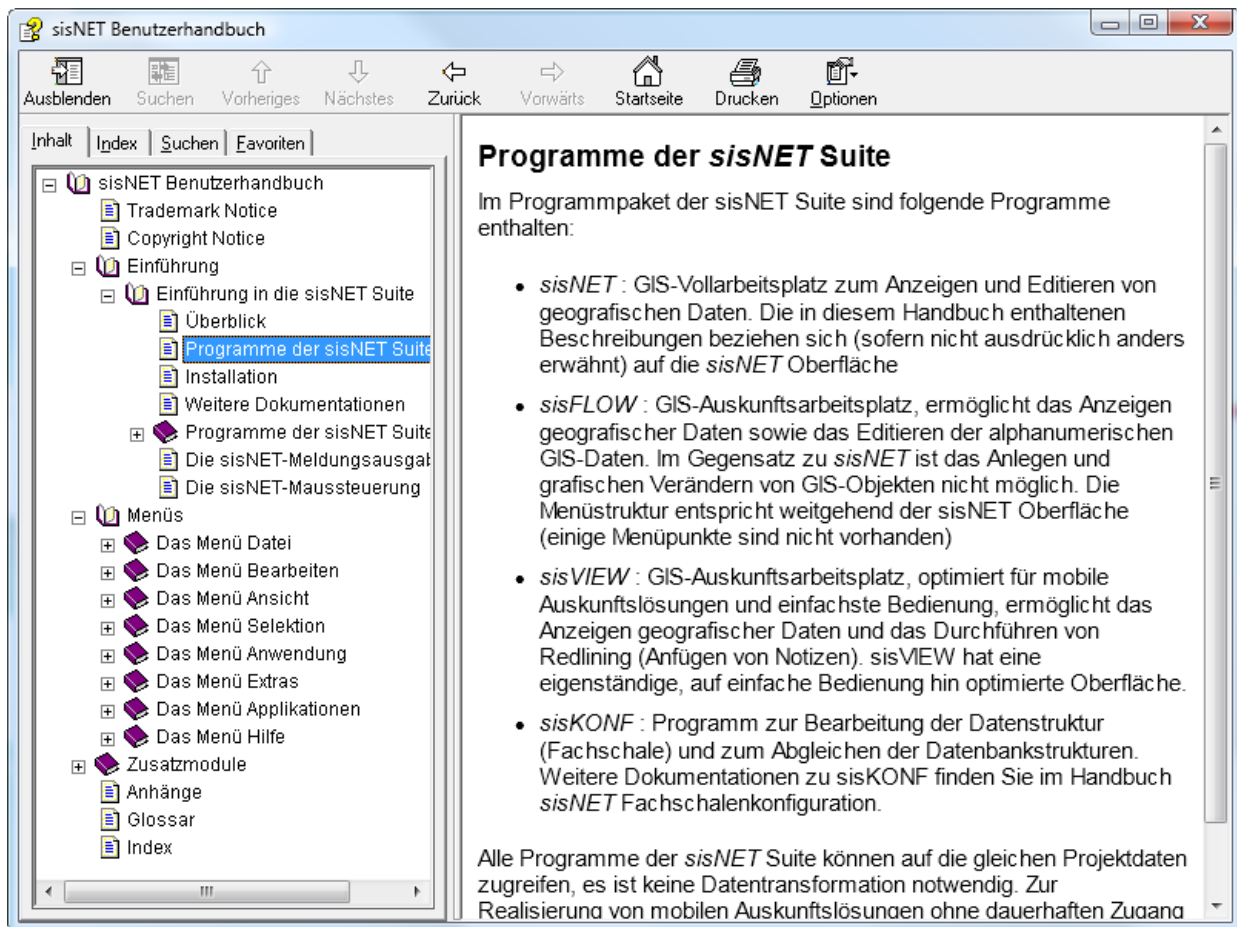 sisNET Benutzerhandbuch
Ausblenden Suchen Vorheriges Nächstes Zurück Vorwärts Startseite Drucken Optionen
Inhalt Index Suchen Favoriten
sisNET Benutzerhandbuch
Trademark Notice
Copyright Notice
Einführung
Einführung in die sisNET Suite
Überblick
Programme der sisNET Suite
Installation
Weitere Dokumentationen
Programme der sisNET Suite
Die sisNET-Meldungsausgab
Die sisNET-Maussteuerung
Menüs
Das Menü Datei
Das Menü Bearbeiten
Das Menü Ansicht
Das Menü Selektion
Das Menü Anwendung
Das Menü Extras
Das Menü Applikationen
Das Menü Hilfe
Zusatzmodule
Anhänge
Glossar
Index
Programme der sisNET Suite
Im Programmpaket der sisNET Suite sind folgende Programme
enthalten:
• sisNET : GIS-Vollarbeitsplatz zum Anzeigen und Editieren von
geografischen Daten. Die in diesem Handbuch enthaltenen
Beschreibungen beziehen sich (sofern nicht ausdrücklich anders
erwähnt) auf die sisNET Oberfläche
• sisFLOW : GIS-Auskunftsarbeitsplatz, ermöglicht das Anzeigen
geografischer Daten sowie das Editieren der alphanumerischen
GIS-Daten. Im Gegensatz zu sisNET ist das Anlegen und
grafischen Verändern von GIS-Objekten nicht möglich. Die
Menüstruktur entspricht weitgehend der sisNET Oberfläche
(einige Menüpunkte sind nicht vorhanden)
• sisVIEW : GIS-Auskunftsarbeitsplatz, optimiert für mobile
Auskunftslösungen und einfachste Bedienung, ermöglicht das
Anzeigen geografischer Daten und das Durchführen von
Redlining (Anfügen von Notizen). sisVIEW hat eine
eigenständige, auf einfache Bedienung hin optimierte Oberfläche.
• sisKONF : Programm zur Bearbeitung der Datenstruktur
(Fachschale) und zum Abgleichen der Datenbankstrukturen.
Weitere Dokumentationen zu sisKONF finden Sie im Handbuch
sisNET Fachschalenkonfiguration.
Alle Programme der sisNET Suite können auf die gleichen Projektdaten
zugreifen, es ist keine Datentransformation notwendig. Zur
Realisierung von mobilen Auskunftslösungen ohne dauerhaften Zugang